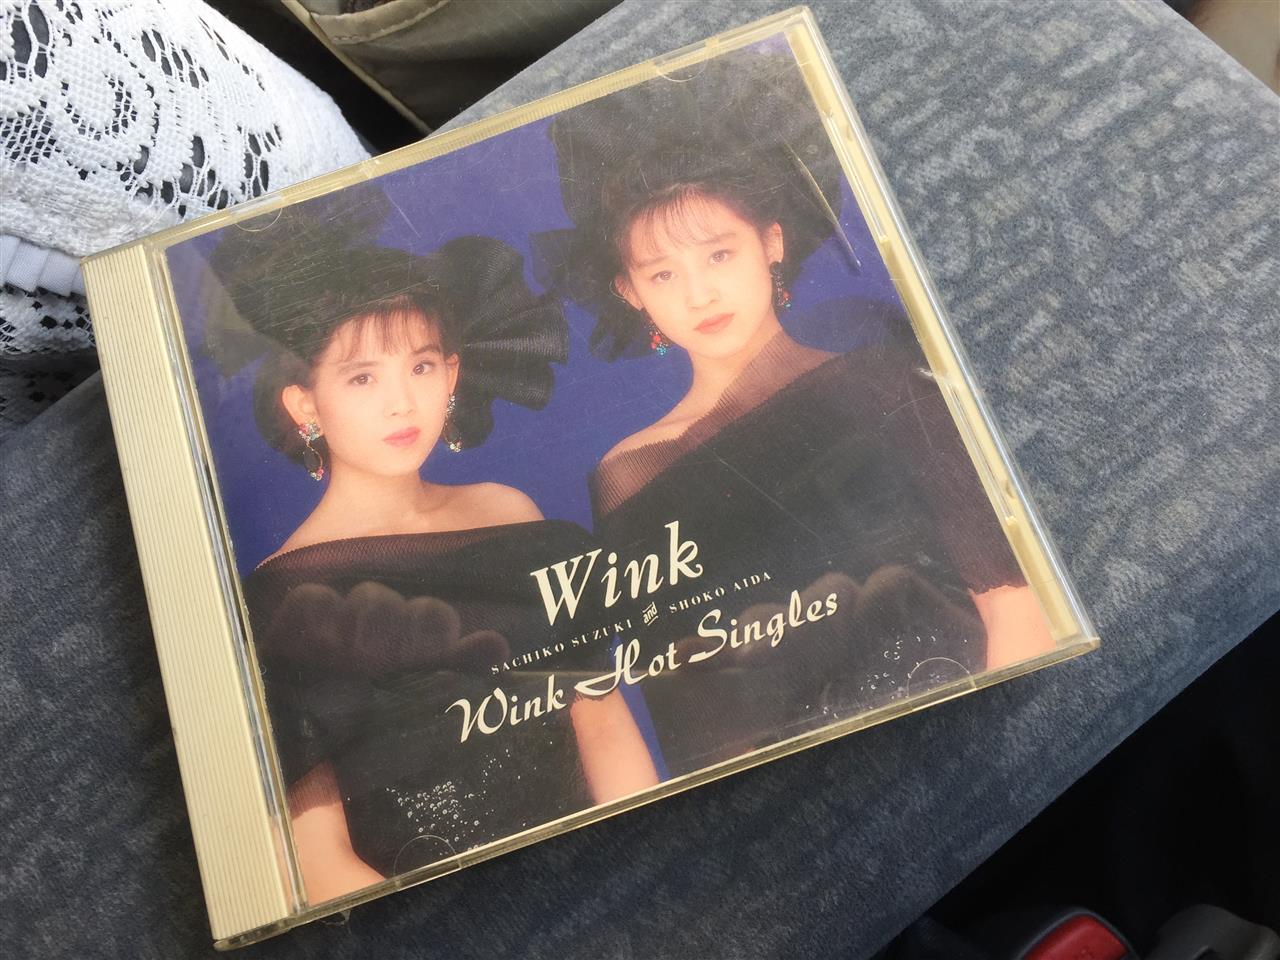 Wink
SACHIKO SUZUKI and SHOKO AIDA
Wink Hot Singles